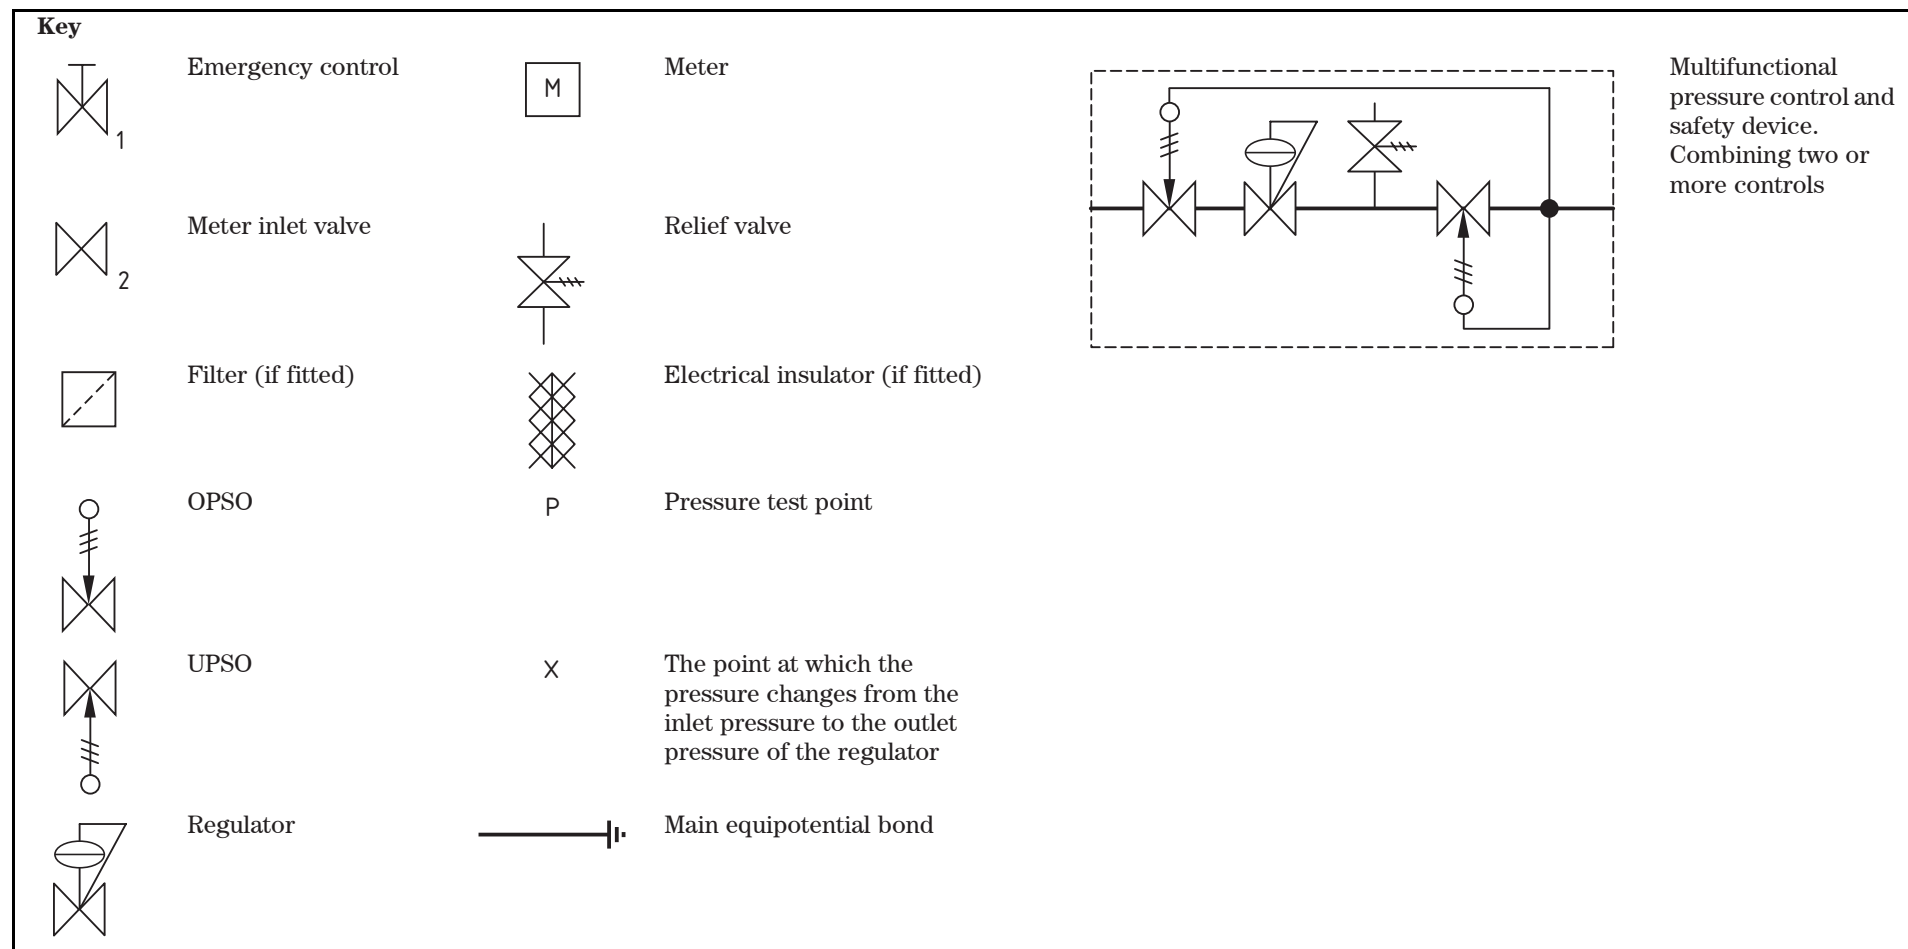 Key
Emergency control
1
M
Meter
Multifunctional
pressure control and
safety device.
Combining two or
more controls
Meter inlet valve
2
Relief valve
Filter (if fitted)
Electrical insulator (if fitted)
OPSO
P
Pressure test point
UPSO
X
The point at which the
pressure changes from the
inlet pressure to the outlet
pressure of the regulator
Regulator
Main equipotential bond